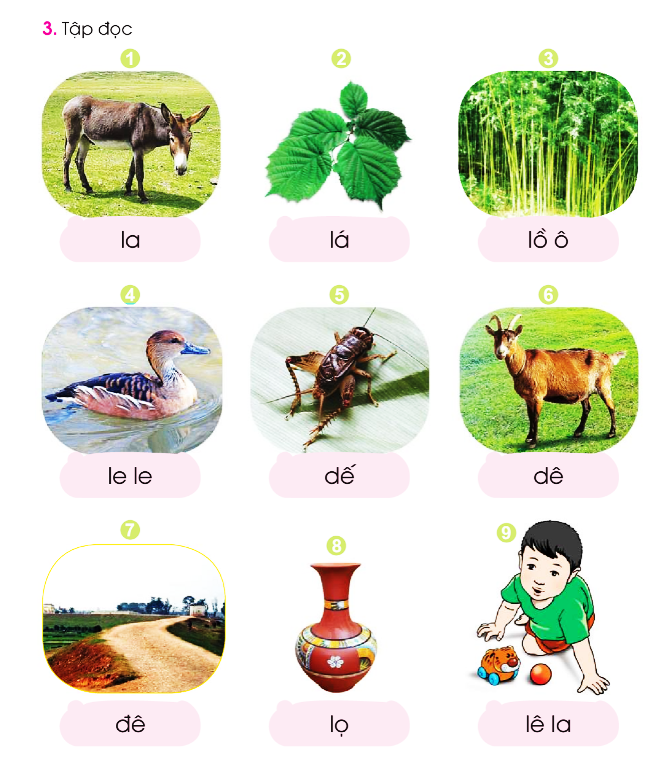 3. Tập đọc
1 2 3
la lá lồ ô
4 5 6
le le dế dê
7 8 9
đê lọ lê la